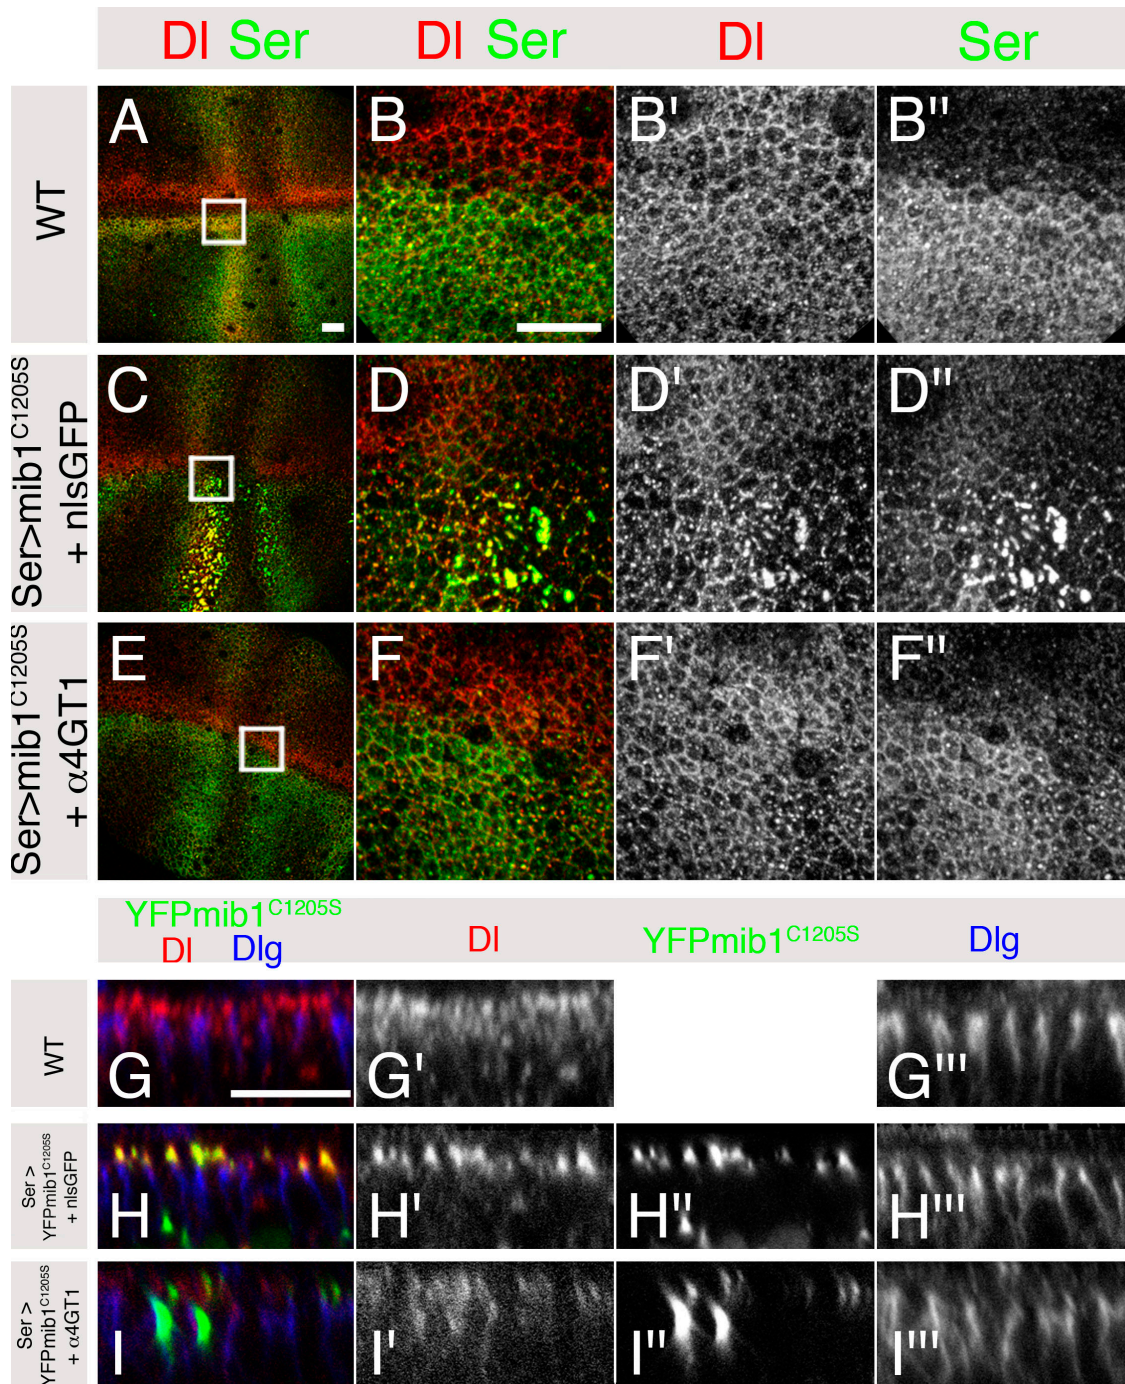 Dl Ser
Dl Ser
Dl
Ser
WT
A
B
B'
B''
Ser>mib1C1205S
+ nlsGFP
C
D
D'
D''
Ser>mib1C1205S
+ α4GT1
E
F
F'
F''
YFPmib1C1205S
Dl Dlg
Dl
YFPmib1C1205S
Dlg
WT
G
G'
G'''
Ser >
YFPmib1C1205S
+ nlsGFP
H
H'
H''
H'''
Ser >
YFPmib1C1205S
+ α4GT1
I
I'
I''
I'''